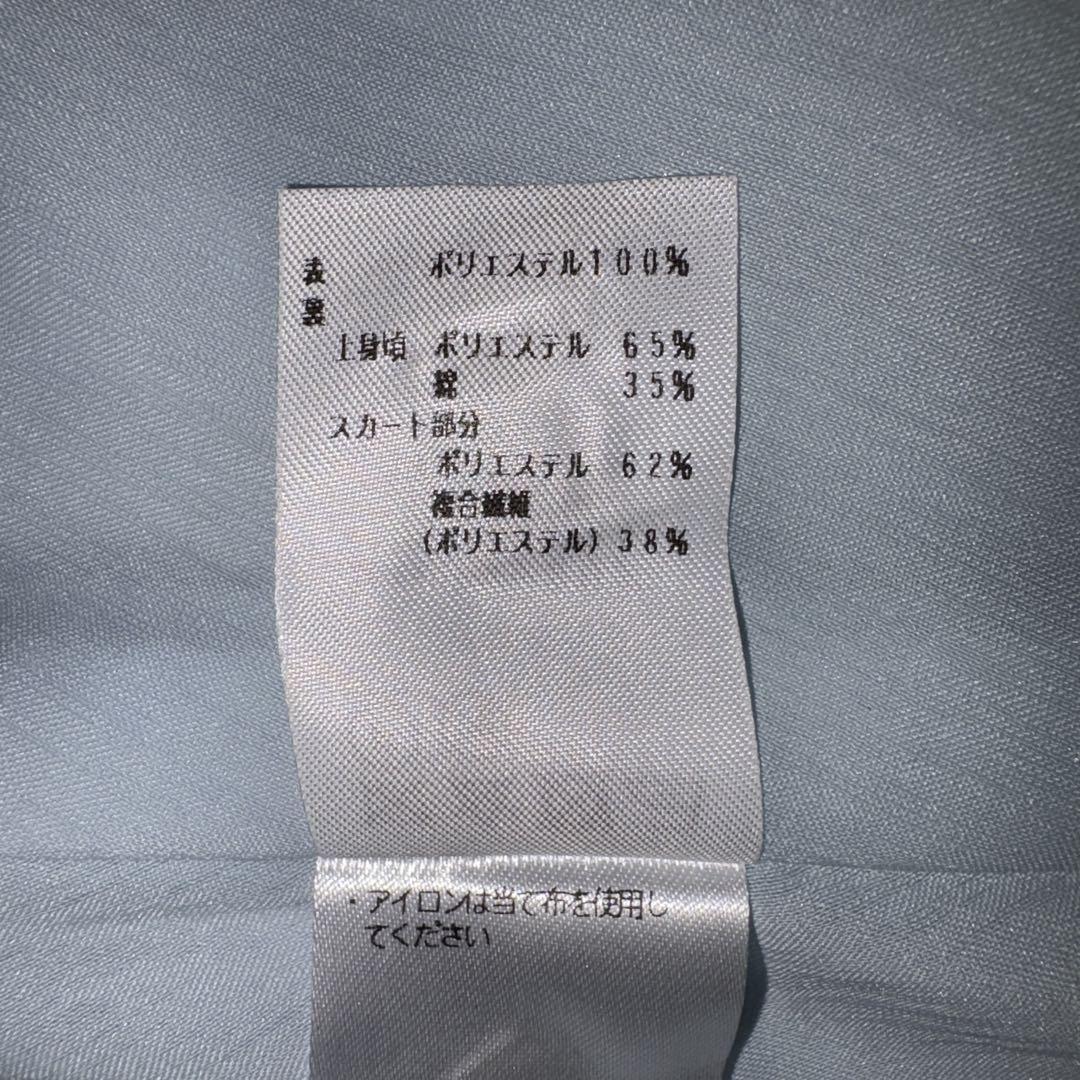 表 ポリエステル100%
裏
上身頃 ポリエステル 65%
綿 35%
スカート部分
ポリエステル 62%
複合繊維
(ポリエステル) 38%
・アイロンは当て布を使用し
てください